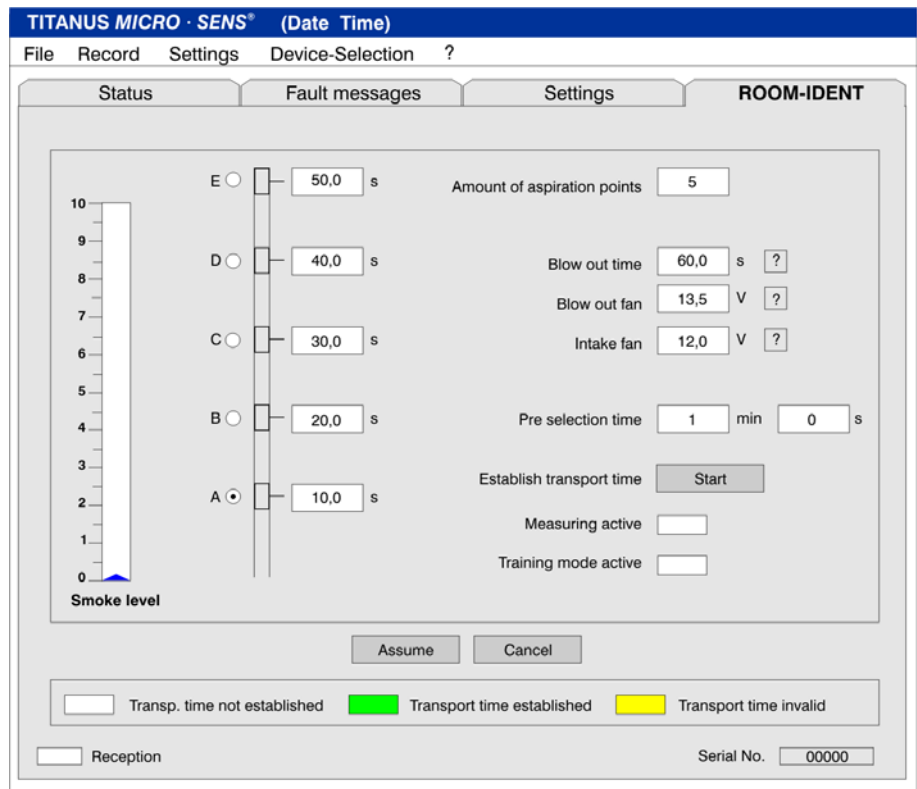 TITANUS MICRO · SENS® (Date Time)
File Record Settings Device-Selection ?
Status Fault messages Settings ROOM-IDENT
E 50,0 s Amount of aspiration points 5
10
9
D 40,0 s Blow out time 60,0 s ?
8
Blow out fan 13,5 V ?
7
C 30,0 s Intake fan 12,0 V ?
6
5
B 20,0 s Pre selection time 1 min 0 s
4
3
Establish transport time Start
A 10,0 s
2
Measuring active
1
Training mode active
0
Smoke level
Assume Cancel
Transp. time not established Transport time established Transport time invalid
Reception Serial No. 00000